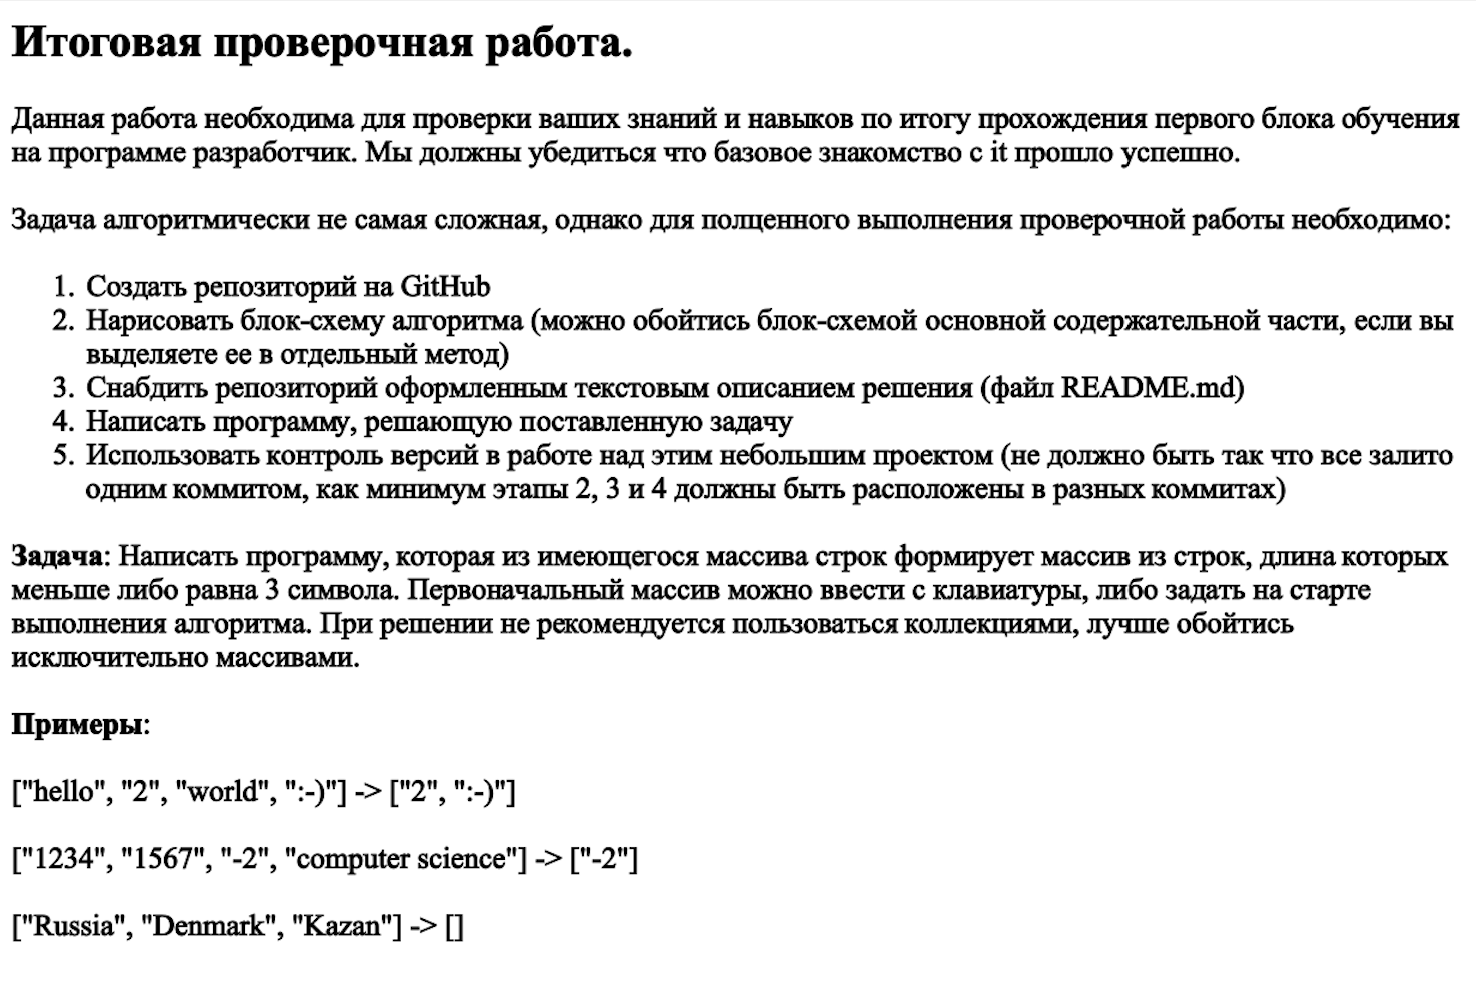 Итоговая проверочная работа.
Данная работа необходима для проверки ваших знаний и навыков по итогу прохождения первого блока обучения
на программе разработчик. Мы должны убедиться что базовое знакомство с it прошло успешно.
Задача алгоритмически не самая сложная, однако для полценного выполнения проверочной работы необходимо:
1. Создать репозиторий на GitHub
2. Нарисовать блок-схему алгоритма (можно обойтись блок-схемой основной содержательной части, если вы
выделяете ее в отдельный метод)
3. Снабдить репозиторий оформленным текстовым описанием решения (файл README.md)
4. Написать программу, решающую поставленную задачу
5. Использовать контроль версий в работе над этим небольшим проектом (не должно быть так что все залито
одним коммитом, как минимум этапы 2, 3 и 4 должны быть расположены в разных коммитах)
Задача: Написать программу, которая из имеющегося массива строк формирует массив из строк, длина которых
меньше либо равна 3 символа. Первоначальный массив можно ввести с клавиатуры, либо задать на старте
выполнения алгоритма. При решении не рекомендуется пользоваться коллекциями, лучше обойтись
исключительно массивами.
Примеры:
["hello", "2", "world", ":-)"] -> ["2", ":-)"]
["1234", "1567", "-2", "computer science"] -> ["-2"]
["Russia", "Denmark", "Kazan"] -> []